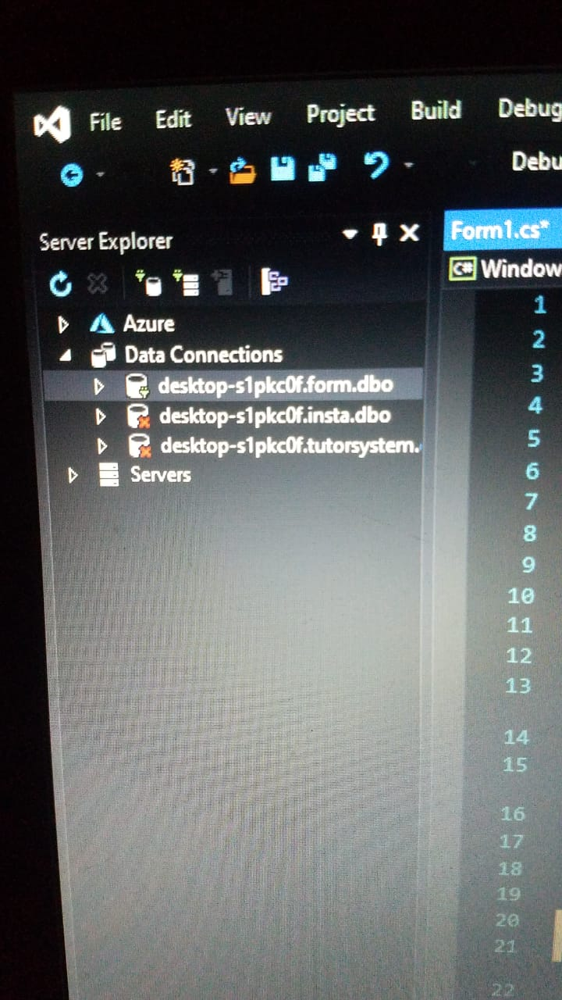 File Edit View Project Build Debug
Debu
Server Explorer
Form1.cs*
C# Window
Azure
Data Connections
desktop-s1pkc0f.form.dbo
desktop-s1pkc0f.insta.dbo
desktop-s1pkc0f.tutorsystem.
Servers
1
2
3
4
5
6
7
8
9
10
11
12
13
14
15
16
17
18
19
20
21
22